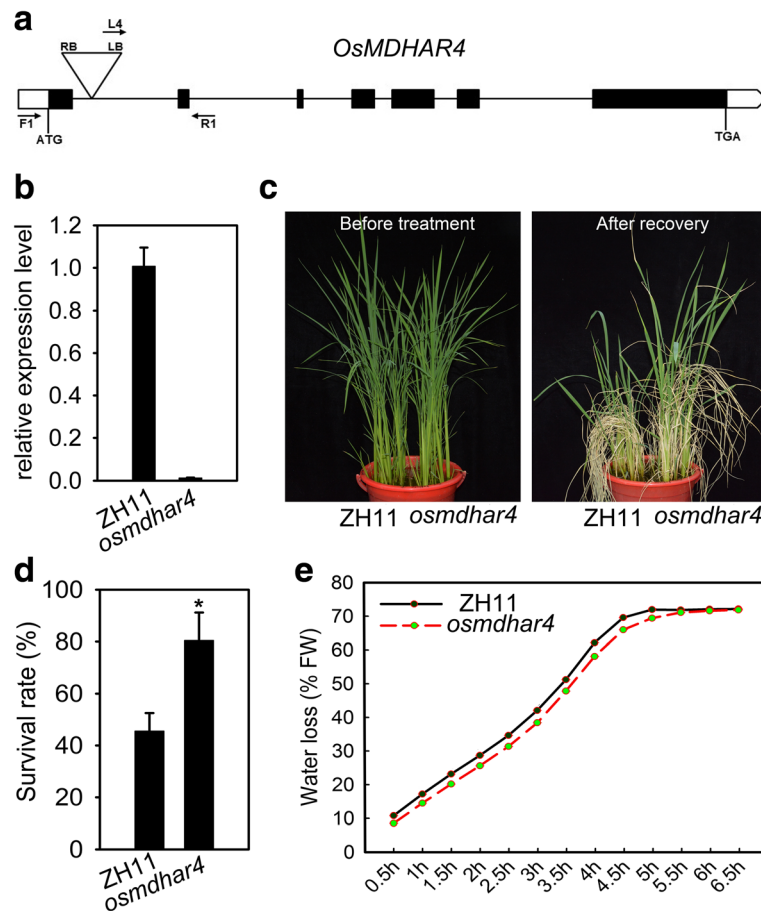 a
L4
RB LB
OsMDHAR4
F1
R1
ATG
TGA
b
relative expression level
1.2
1.0
0.8
0.6
0.4
0.2
0.0
ZH11
osmdhar4
c
Before treatment
After recovery
ZH11 osmdhar4
ZH11 osmdhar4
d
Survival rate (%)
100
80
60
40
20
0
*
ZH11
osmdhar4
e
Water loss (% FW)
80
70
60
50
40
30
20
10
0
ZH11
osmdhar4
0.5h
1h
1.5h
2h
2.5h
3h
3.5h
4h
4.5h
5h
5.5h
6h
6.5h